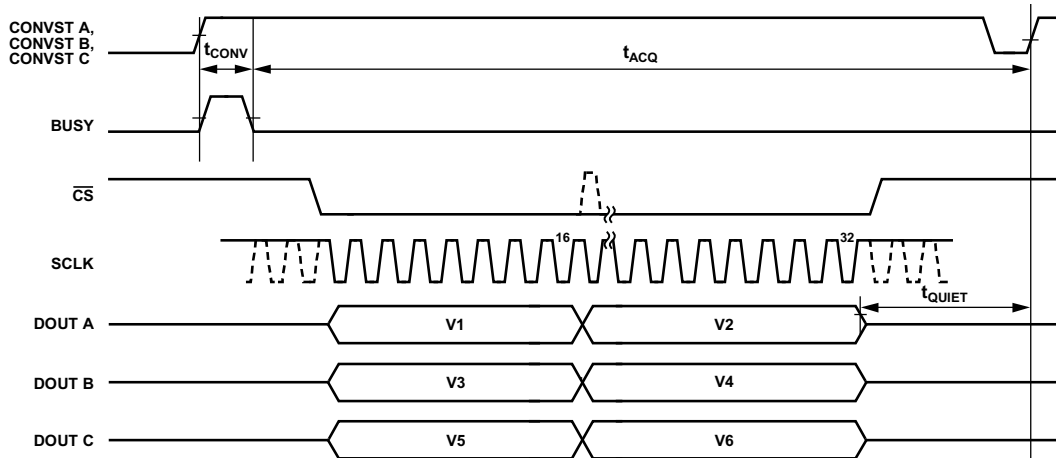 CONVST A,
CONVST B,
CONVST C
tCONV
tACQ
BUSY
CS
16
32
SCLK
tQUIET
DOUT A
V1
V2
DOUT B
V3
V4
DOUT C
V5
V6